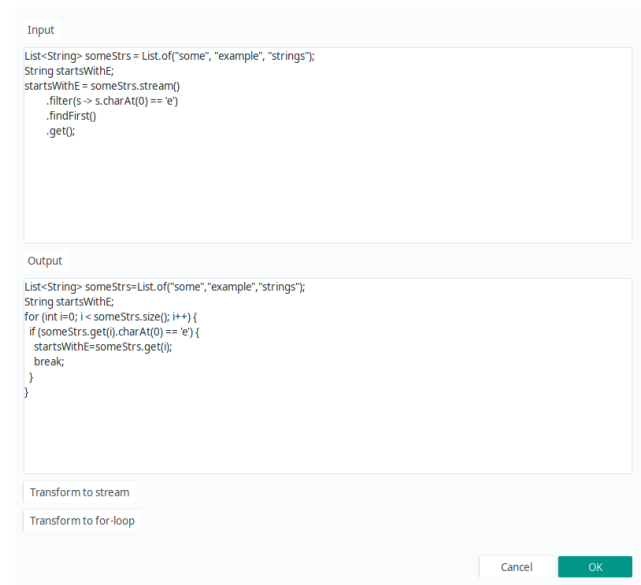 Input
List<String> someStrs = List.of("some", "example", "strings");
String startsWithE;
startsWithE = someStrs.stream()
        .filter(s -> s.charAt(0) == 'e')
        .findFirst()
        .get();
Output
List<String> someStrs=List.of("some","example","strings");
String startsWithE;
for (int i=0; i < someStrs.size(); i++) {
  if (someStrs.get(i).charAt(0) == 'e') {
    startsWithE=someStrs.get(i);
    break;
  }
}
Transform to stream
Transform to for-loop
Cancel OK